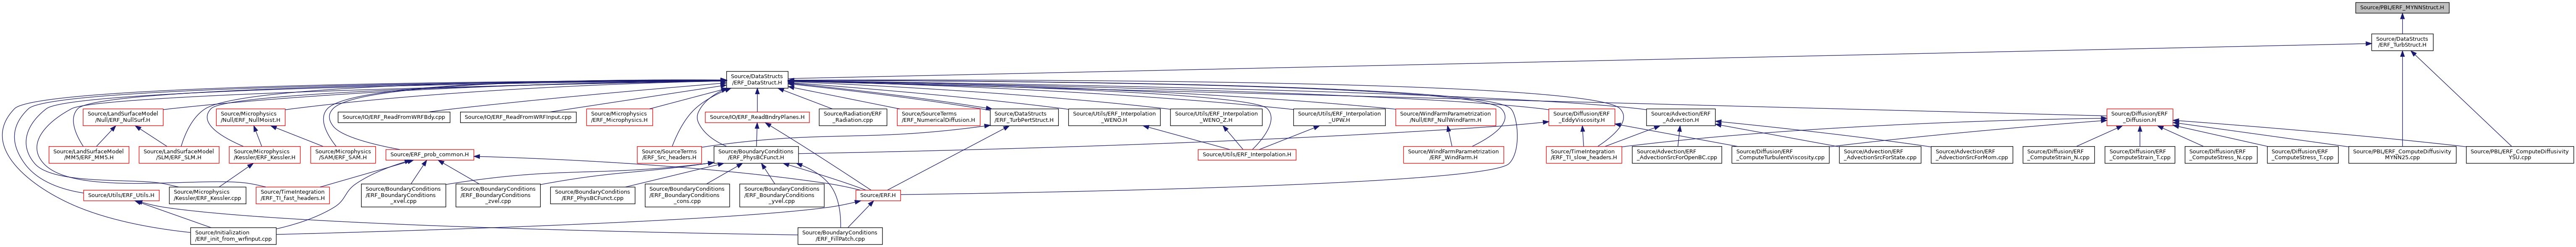 Source/PBL/ERF_MYNNStruct.H
Source/DataStructs
/ERF_TurbStruct.H
Source/DataStructs
/ERF_DataStruct.H
Source/LandSurfaceModel
/Null/ERF_NullSurf.H
Source/Microphysics
/Null/ERF_NullMoist.H
Source/IO/ERF_ReadFromWRFBdy.cpp
Source/IO/ERF_ReadFromWRFInput.cpp
Source/Microphysics
/ERF_Microphysics.H
Source/IO/ERF_ReadBndryPlanes.H
Source/Radiation/ERF
_Radiation.cpp
Source/SourceTerms
/ERF_NumericalDiffusion.H
Source/DataStructs
/ERF_TurbPertStruct.H
Source/Utils/ERF_Interpolation
_WENO.H
Source/Utils/ERF_Interpolation
_WENO_Z.H
Source/Utils/ERF_Interpolation
_UPW.H
Source/WindFarmParametrization
/Null/ERF_NullWindFarm.H
Source/Diffusion/ERF
_EddyViscosity.H
Source/Advection/ERF
_Advection.H
Source/Diffusion/ERF
_Diffusion.H
Source/LandSurfaceModel
/MM5/ERF_MM5.H
Source/LandSurfaceModel
/SLM/ERF_SLM.H
Source/Microphysics
/Kessler/ERF_Kessler.H
Source/Microphysics
/SAM/ERF_SAM.H
Source/ERF_prob_common.H
Source/SourceTerms
/ERF_Src_headers.H
Source/BoundaryConditions
/ERF_PhysBCFunct.H
Source/Utils/ERF_Interpolation.H
Source/WindFarmParametrization
/ERF_WindFarm.H
Source/TimeIntegration
/ERF_TI_slow_headers.H
Source/Advection/ERF
_AdvectionSrcForOpenBC.cpp
Source/Diffusion/ERF
_ComputeTurbulentViscosity.cpp
Source/Advection/ERF
_AdvectionSrcForState.cpp
Source/Advection/ERF
_AdvectionSrcForMom.cpp
Source/Diffusion/ERF
_ComputeStrain_N.cpp
Source/Diffusion/ERF
_ComputeStrain_T.cpp
Source/Diffusion/ERF
_ComputeStress_N.cpp
Source/Diffusion/ERF
_ComputeStress_T.cpp
Source/PBL/ERF_ComputeDiffusivity
MYNN25.cpp
Source/PBL/ERF_ComputeDiffusivity
YSU.cpp
Source/Utils/ERF_Utils.H
Source/Microphysics
/Kessler/ERF_Kessler.cpp
Source/TimeIntegration
/ERF_TI_fast_headers.H
Source/BoundaryConditions
/ERF_BoundaryConditions
_xvel.cpp
Source/BoundaryConditions
/ERF_BoundaryConditions
_zvel.cpp
Source/BoundaryConditions
/ERF_PhysBCFunct.cpp
Source/BoundaryConditions
/ERF_BoundaryConditions
_cons.cpp
Source/BoundaryConditions
/ERF_BoundaryConditions
_yvel.cpp
Source/ERF.H
Source/Initialization
/ERF_init_from_wrfinput.cpp
Source/BoundaryConditions
/ERF_FillPatch.cpp